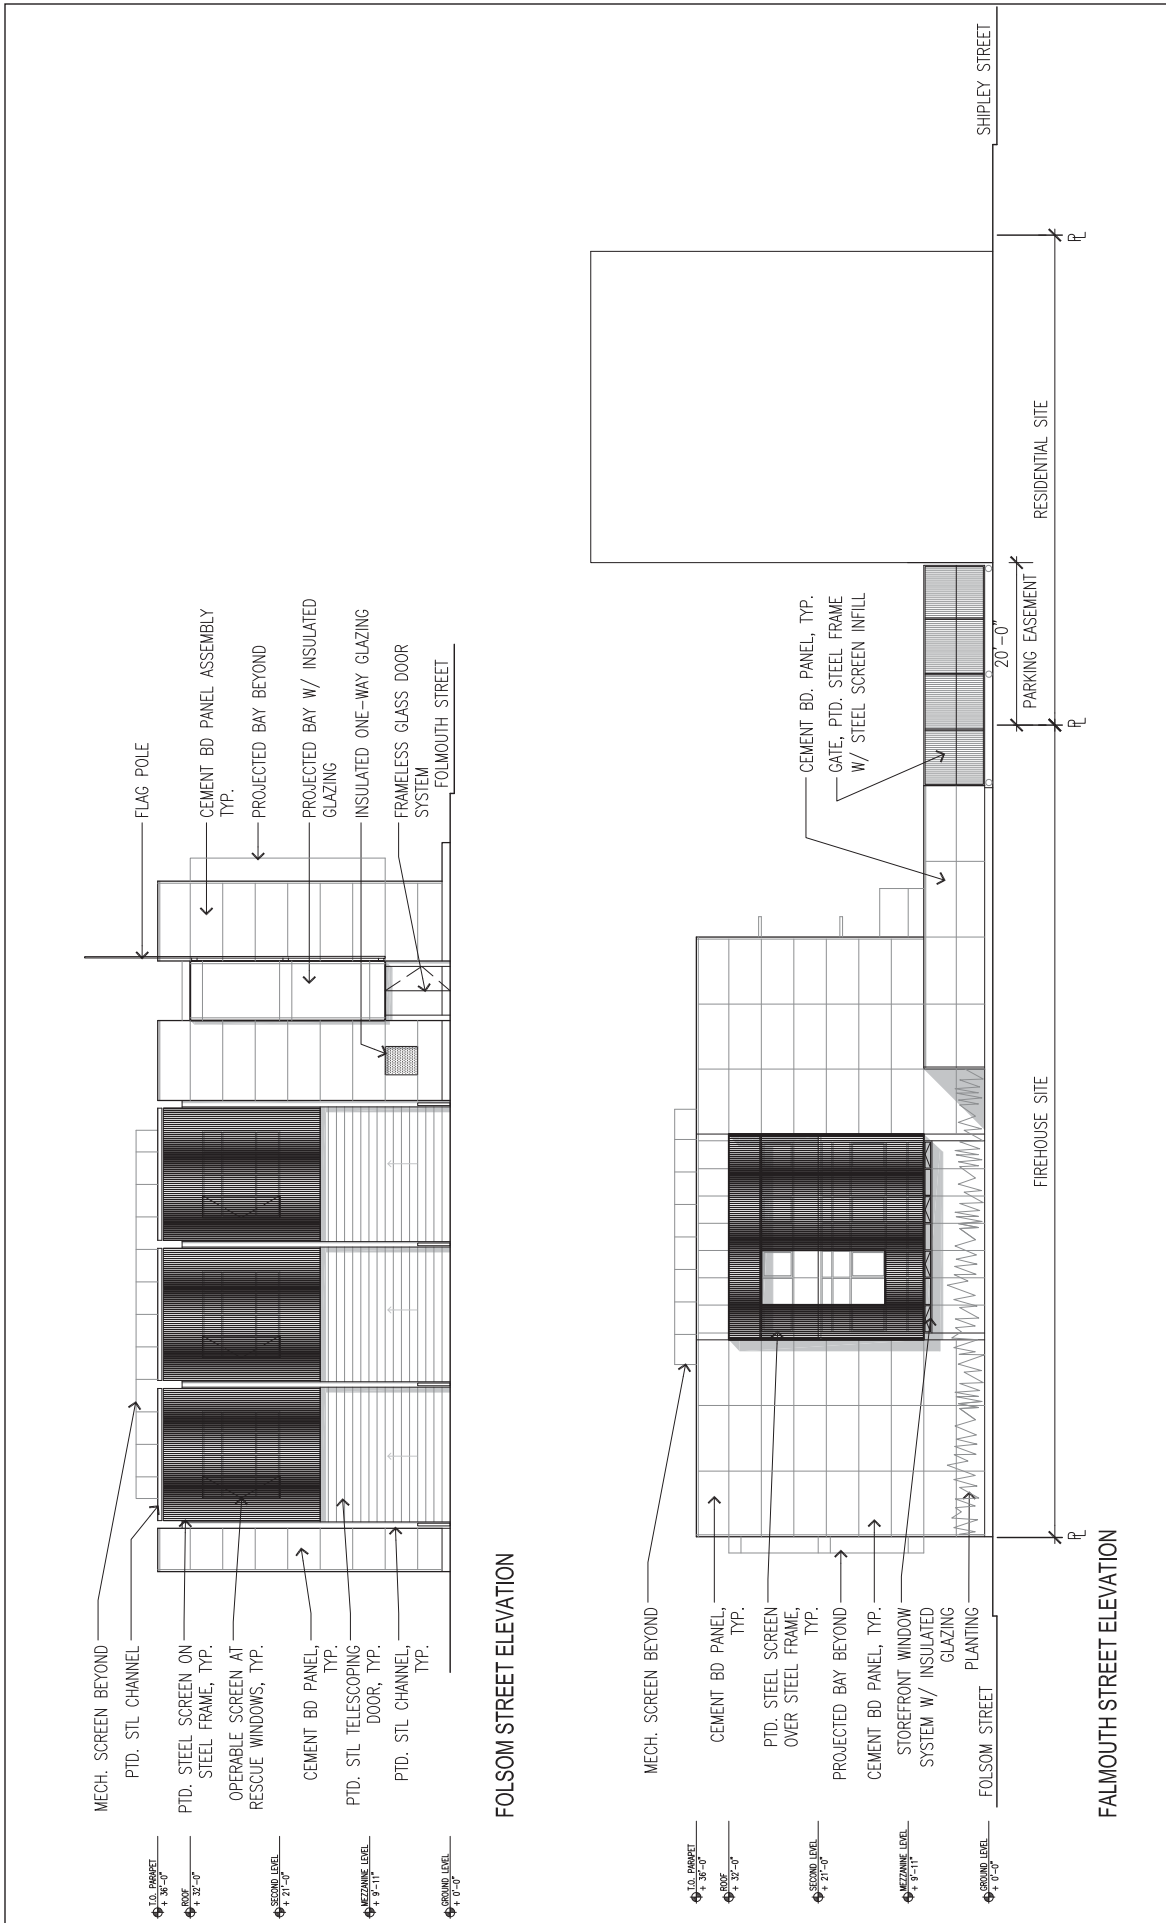 MECH. SCREEN BEYOND
PTD. STL CHANNEL
PTD. STEEL SCREEN ON
STEEL FRAME, TYP.
OPERABLE SCREEN AT
RESCUE WINDOWS, TYP.
CEMENT BD PANEL,
TYP.
PTD. STL TELESCOPING
DOOR, TYP.
PTD. STL CHANNEL,
TYP.
FLAG POLE
CEMENT BD PANEL ASSEMBLY
TYP.
PROJECTED BAY BEYOND
PROJECTED BAY W/ INSULATED
GLAZING
INSULATED ONE-WAY GLAZING
FRAMELESS GLASS DOOR
SYSTEM
FOLMOUTH STREET
T.O. PARAPET
+ 36'-0"
ROOF
+ 32'-0"
SECOND LEVEL
+ 21'-0"
MEZZANINE LEVEL
+ 9'-11"
GROUND LEVEL
+ 0'-0"
FOLSOM STREET ELEVATION
MECH. SCREEN BEYOND
CEMENT BD PANEL,
TYP.
PTD. STEEL SCREEN
OVER STEEL FRAME,
TYP.
PROJECTED BAY BEYOND
CEMENT BD PANEL, TYP.
STOREFRONT WINDOW
SYSTEM W/ INSULATED
GLAZING
PLANTING
FOLSOM STREET
CEMENT BD. PANEL, TYP.
GATE, PTD. STEEL FRAME
W/ STEEL SCREEN INFILL
SHIPLEY STREET
20'-0"
PARKING EASEMENT
FIREHOUSE SITE
RESIDENTIAL SITE
PL
PL
PL
T.O. PARAPET
+ 36'-0"
ROOF
+ 32'-0"
SECOND LEVEL
+ 21'-0"
MEZZANINE LEVEL
+ 9'-11"
GROUND LEVEL
+ 0'-0"
FALMOUTH STREET ELEVATION